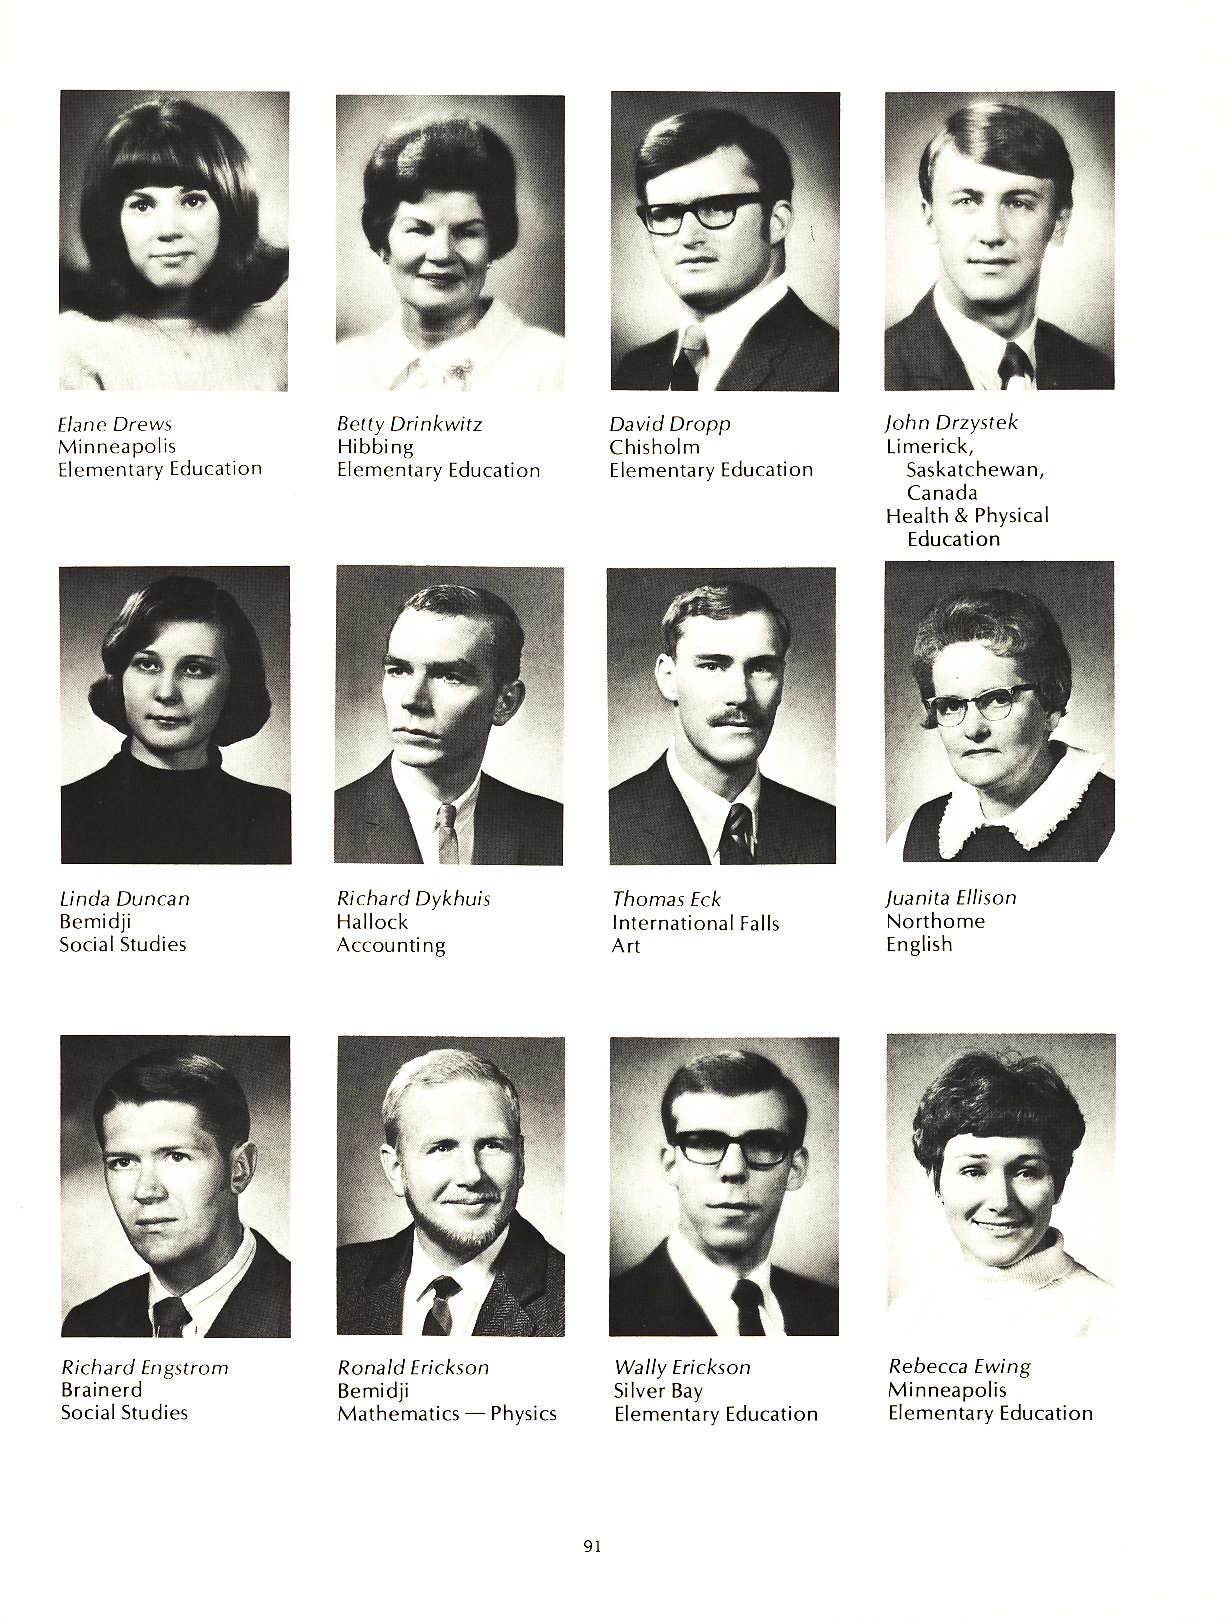 Elane Drews
Minneapolis
Elementary Education
Betty Drinkwitz
Hibbing
Elementary Education
David Dropp
Chisholm
Elementary Education
John Drzystek
Limerick,
Saskatchewan,
Canada
Health & Physical
Education
Linda Duncan
Bemidji
Social Studies
Richard Dykhuis
Hallock
Accounting
Thomas Eck
International Falls
Art
Juanita Ellison
Northome
English
Richard Engstrom
Brainerd
Social Studies
Ronald Erickson
Bemidji
Mathematics — Physics
Wally Erickson
Silver Bay
Elementary Education
Rebecca Ewing
Minneapolis
Elementary Education
91